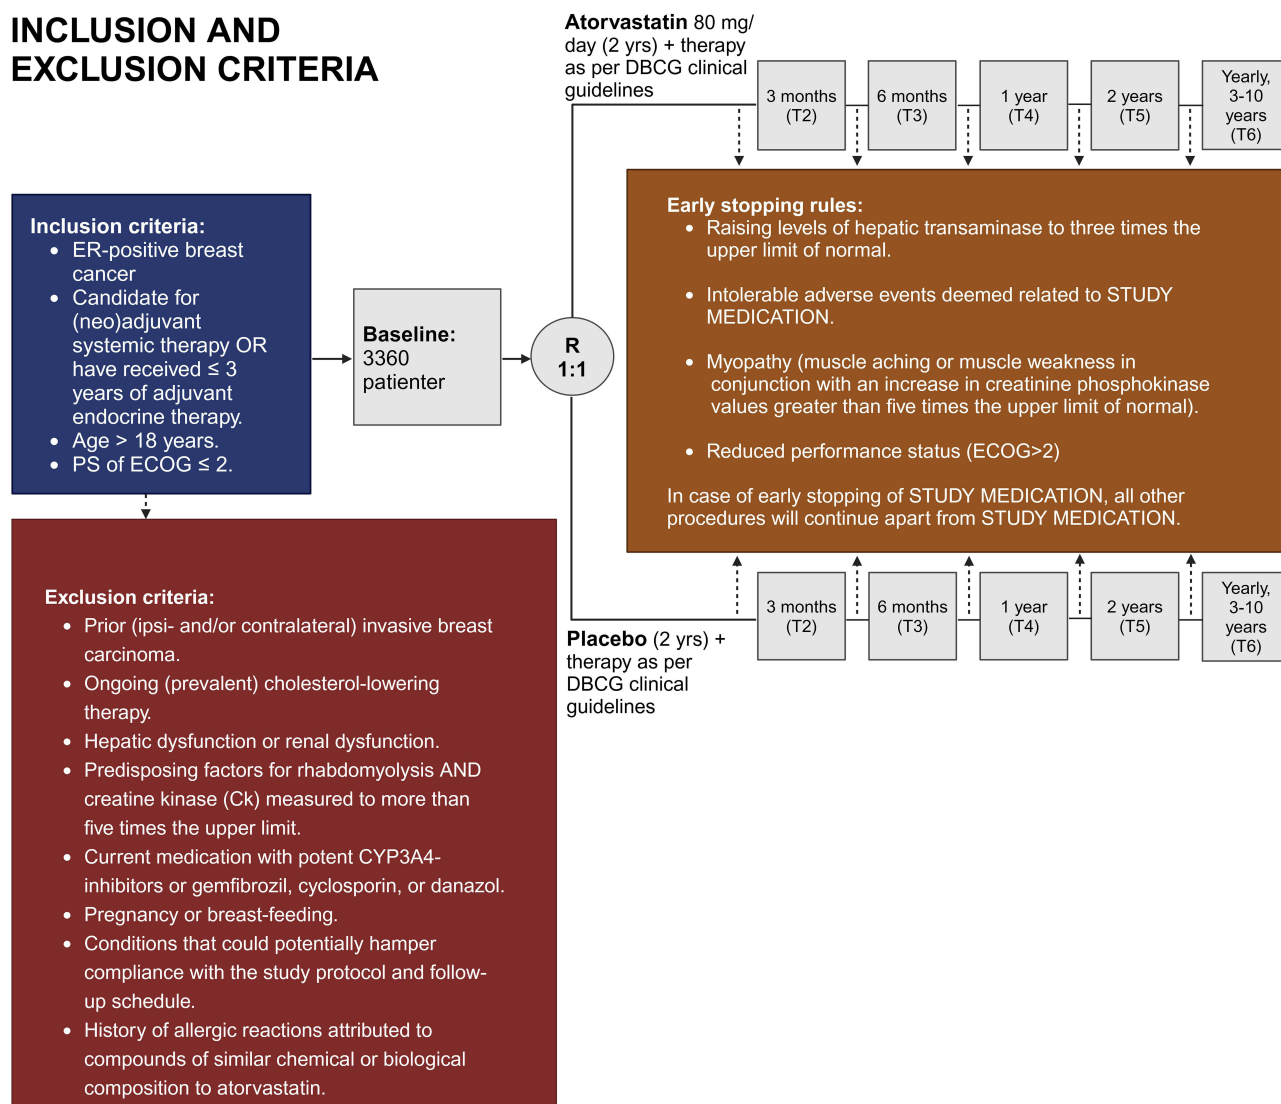 INCLUSION AND
EXCLUSION CRITERIA
Inclusion criteria:
• ER-positive breast
cancer
• Candidate for
(neo)adjuvant
systemic therapy OR
have received ≤ 3
years of adjuvant
endocrine therapy.
• Age > 18 years.
• PS of ECOG ≤ 2.
Exclusion criteria:
• Prior (ipsi- and/or contralateral) invasive breast
carcinoma.
• Ongoing (prevalent) cholesterol-lowering
therapy.
• Hepatic dysfunction or renal dysfunction.
• Predisposing factors for rhabdomyolysis AND
creatine kinase (Ck) measured to more than
five times the upper limit.
• Current medication with potent CYP3A4-
inhibitors or gemfibrozil, cyclosporin, or danazol.
• Pregnancy or breast-feeding.
• Conditions that could potentially hamper
compliance with the study protocol and follow-
up schedule.
• History of allergic reactions attributed to
compounds of similar chemical or biological
composition to atorvastatin.
Baseline:
3360
patienter
R
1:1
Atorvastatin 80 mg/
day (2 yrs) + therapy
as per DBCG clinical
guidelines
3 months
(T2)
6 months
(T3)
1 year
(T4)
2 years
(T5)
Yearly,
3-10
years
(T6)
Early stopping rules:
• Raising levels of hepatic transaminase to three times the
upper limit of normal.
• Intolerable adverse events deemed related to STUDY
MEDICATION.
• Myopathy (muscle aching or muscle weakness in
conjunction with an increase in creatinine phosphokinase
values greater than five times the upper limit of normal).
• Reduced performance status (ECOG>2)
In case of early stopping of STUDY MEDICATION, all other
procedures will continue apart from STUDY MEDICATION.
Placebo (2 yrs) +
therapy as per
DBCG clinical
guidelines
3 months
(T2)
6 months
(T3)
1 year
(T4)
2 years
(T5)
Yearly,
3-10
years
(T6)